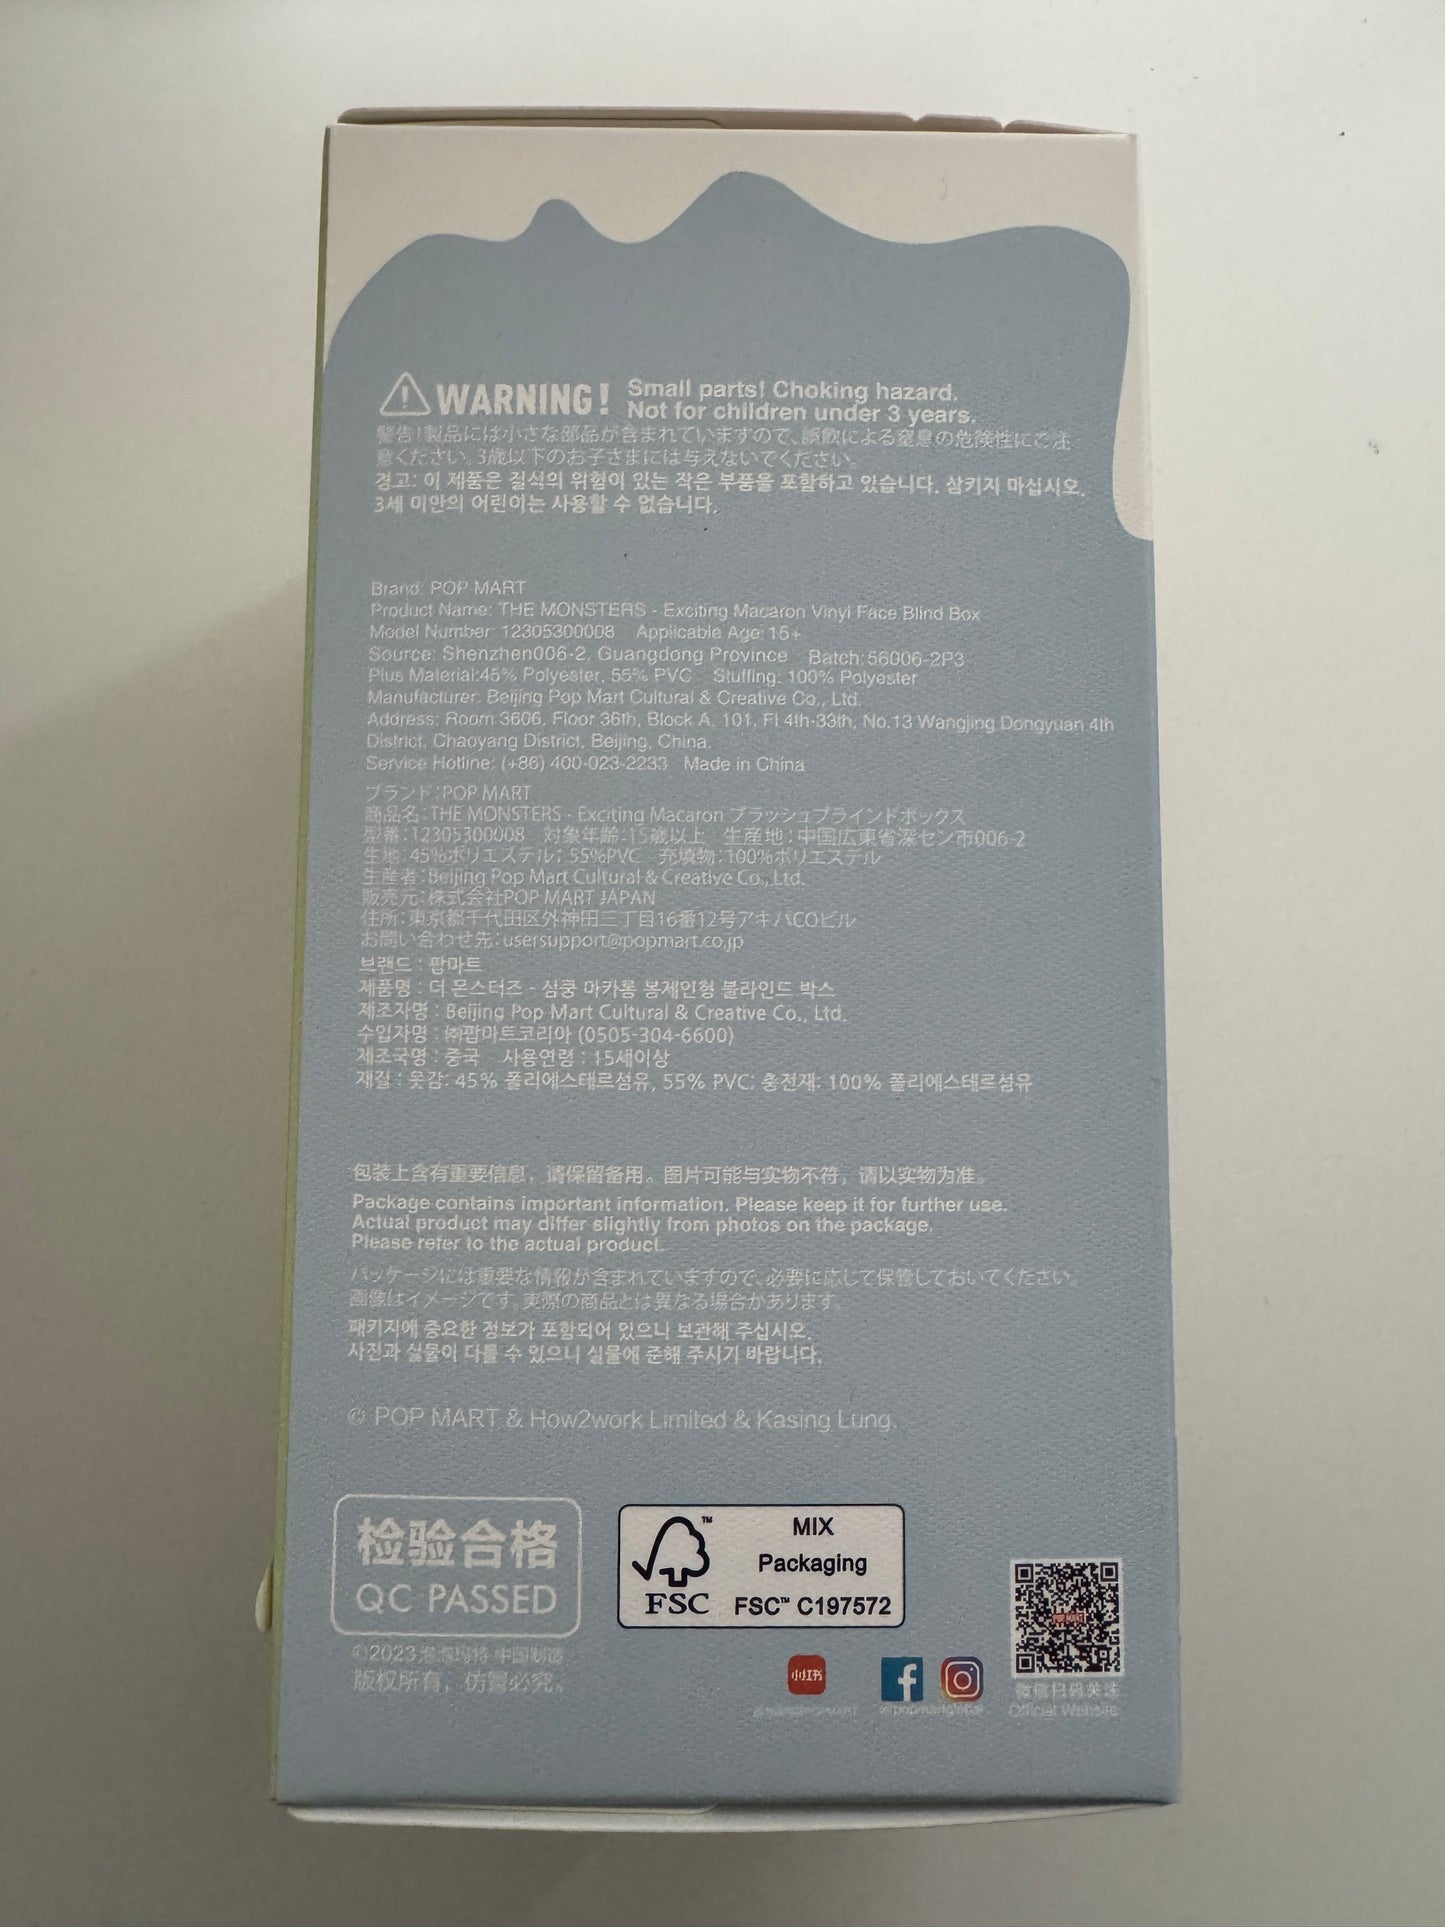 WARNING! Small parts! Choking hazard.
Not for children under 3 years.
警告!製品には小さな部品が含まれていますので、誤飲による窒息の危険性にご注
意ください。3歳以下のお子さまには与えないでください。
경고: 이 제품은 질식의 위험이 있는 작은 부품을 포함하고 있습니다. 삼키지 마십시오.
3세 미만의 어린이는 사용할 수 없습니다.
Brand: POP MART
Product Name: THE MONSTERS - Exciting Macaron Vinyl Face Blind Box
Model Number: 12305300008 Applicable Age: 15+
Source: Shenzhen006-2, Guangdong Province Batch:56006-2P3
Plus Material:45% Polyester, 55% PVC Stuffing: 100% Polyester
Manufacturer: Beijing Pop Mart Cultural & Creative Co., Ltd.
Address: Room 3606, Floor 36th, Block A, 101, Fl 4th-33th, No.13 Wangjing Dongyuan 4th
District, Chaoyang District, Beijing, China.
Service Hotline: (+86) 400-023-2233 Made in China
ブランド:POP MART
商品名:THE MONSTERS - Exciting Macaron プラッシュブラインドボックス
型番:12305300008 対象年齢:15歳以上 生産地:中国広東省深セン市006-2
生地:45%ポリエステル; 55%PVC 充填物:100%ポリエステル
生産者:Beijing Pop Mart Cultural & Creative Co., Ltd.
販売元:株式会社POP MART JAPAN
住所:東京都千代田区外神田三丁目16番12号アキバCOビル
お問い合わせ先:usersupport@popmart.co.jp
브랜드 : 팝마트
제품명 : 더 몬스터즈 - 심쿵 마카롱 봉제인형 블라인드 박스
제조자명 : Beijing Pop Mart Cultural & Creative Co., Ltd.
수입자명 : ㈜팝마트코리아 (0505-304-6600)
제조국명 : 중국 사용연령 : 15세이상
재질 : 옷감: 45% 폴리에스테르섬유, 55% PVC; 충전재: 100% 폴리에스테르섬유
包装上含有重要信息，请保留备用。图片可能与实物不符，请以实物为准。
Package contains important information. Please keep it for further use.
Actual product may differ slightly from photos on the package.
Please refer to the actual product.
パッケージには重要な情報が含まれていますので、必要に応じて保管しておいてください。
画像はイメージです。実際の商品とは異なる場合があります。
패키지에 중요한 정보가 포함되어 있으니 보관해 주십시오.
사진과 실물이 다를 수 있으니 실물에 준해 주시기 바랍니다.
© POP MART & How2work Limited & Kasing Lung.
检验合格
QC PASSED
©2023 泡泡玛特 中国制造
版权所有，仿冒必究。
FSC™
MIX
Packaging
FSC™ C197572
POP MART
小红书
@popmartglobal
微信扫码关注
Official Website